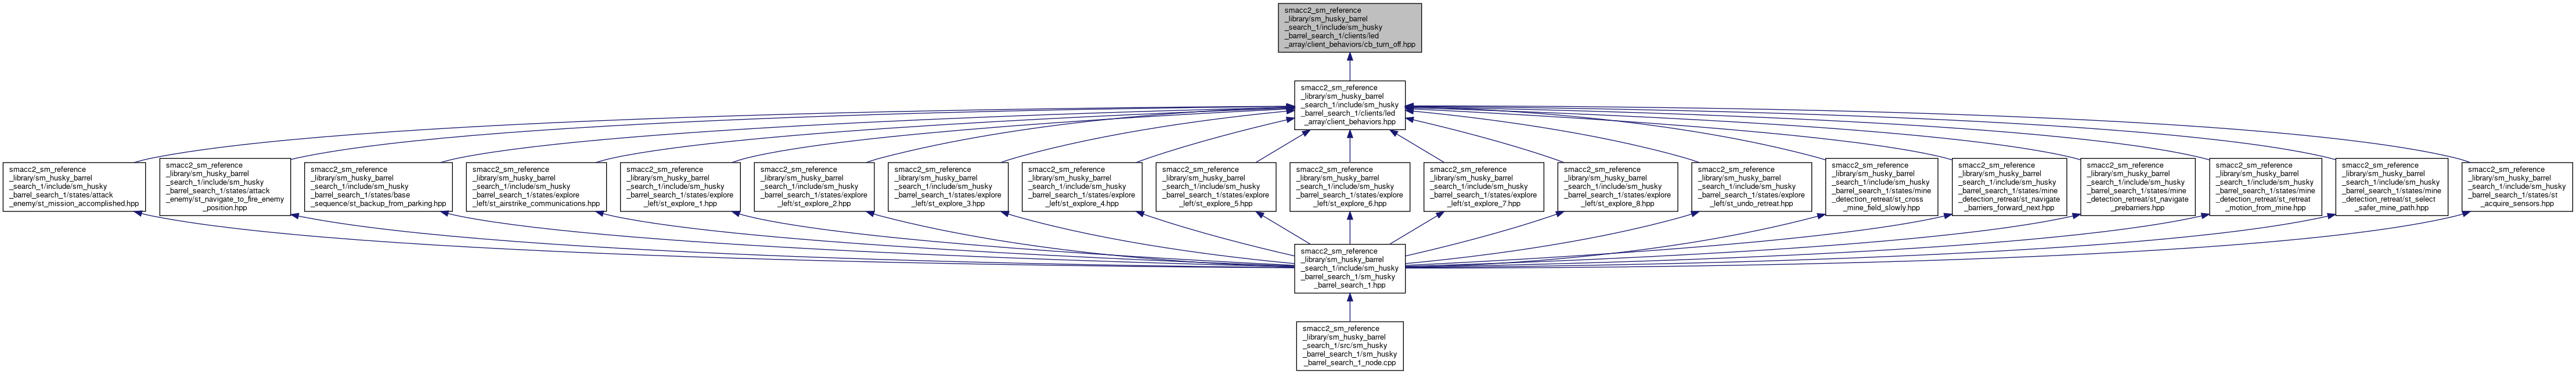 smacc2_sm_reference
_library/sm_husky_barrel
_search_1/include/sm_husky
_barrel_search_1/clients/led
_array/client_behaviors/cb_turn_off.hpp
smacc2_sm_reference
_library/sm_husky_barrel
_search_1/include/sm_husky
_barrel_search_1/clients/led
_array/client_behaviors.hpp
smacc2_sm_reference
_library/sm_husky_barrel
_search_1/include/sm_husky
_barrel_search_1/states/attack
_enemy/st_mission_accomplished.hpp
smacc2_sm_reference
_library/sm_husky_barrel
_search_1/include/sm_husky
_barrel_search_1/states/attack
_enemy/st_navigate_to_fire_enemy
_position.hpp
smacc2_sm_reference
_library/sm_husky_barrel
_search_1/include/sm_husky
_barrel_search_1/states/base
_sequence/st_backup_from_parking.hpp
smacc2_sm_reference
_library/sm_husky_barrel
_search_1/include/sm_husky
_barrel_search_1/states/explore
_left/st_airstrike_communications.hpp
smacc2_sm_reference
_library/sm_husky_barrel
_search_1/include/sm_husky
_barrel_search_1/states/explore
_left/st_explore_1.hpp
smacc2_sm_reference
_library/sm_husky_barrel
_search_1/include/sm_husky
_barrel_search_1/states/explore
_left/st_explore_2.hpp
smacc2_sm_reference
_library/sm_husky_barrel
_search_1/include/sm_husky
_barrel_search_1/states/explore
_left/st_explore_3.hpp
smacc2_sm_reference
_library/sm_husky_barrel
_search_1/include/sm_husky
_barrel_search_1/states/explore
_left/st_explore_4.hpp
smacc2_sm_reference
_library/sm_husky_barrel
_search_1/include/sm_husky
_barrel_search_1/states/explore
_left/st_explore_5.hpp
smacc2_sm_reference
_library/sm_husky_barrel
_search_1/include/sm_husky
_barrel_search_1/states/explore
_left/st_explore_6.hpp
smacc2_sm_reference
_library/sm_husky_barrel
_search_1/include/sm_husky
_barrel_search_1/states/explore
_left/st_explore_7.hpp
smacc2_sm_reference
_library/sm_husky_barrel
_search_1/include/sm_husky
_barrel_search_1/states/explore
_left/st_explore_8.hpp
smacc2_sm_reference
_library/sm_husky_barrel
_search_1/include/sm_husky
_barrel_search_1/states/explore
_left/st_undo_retreat.hpp
smacc2_sm_reference
_library/sm_husky_barrel
_search_1/include/sm_husky
_barrel_search_1/states/mine
_detection_retreat/st_cross
_mine_field_slowly.hpp
smacc2_sm_reference
_library/sm_husky_barrel
_search_1/include/sm_husky
_barrel_search_1/states/mine
_detection_retreat/st_navigate
_barriers_forward_next.hpp
smacc2_sm_reference
_library/sm_husky_barrel
_search_1/include/sm_husky
_barrel_search_1/states/mine
_detection_retreat/st_navigate
_prebarriers.hpp
smacc2_sm_reference
_library/sm_husky_barrel
_search_1/include/sm_husky
_barrel_search_1/states/mine
_detection_retreat/st_retreat
_motion_from_mine.hpp
smacc2_sm_reference
_library/sm_husky_barrel
_search_1/include/sm_husky
_barrel_search_1/states/mine
_detection_retreat/st_select
_safer_mine_path.hpp
smacc2_sm_reference
_library/sm_husky_barrel
_search_1/include/sm_husky
_barrel_search_1/states/st
_acquire_sensors.hpp
smacc2_sm_reference
_library/sm_husky_barrel
_search_1/include/sm_husky
_barrel_search_1/sm_husky
_barrel_search_1.hpp
smacc2_sm_reference
_library/sm_husky_barrel
_search_1/src/sm_husky
_barrel_search_1/sm_husky
_barrel_search_1_node.cpp